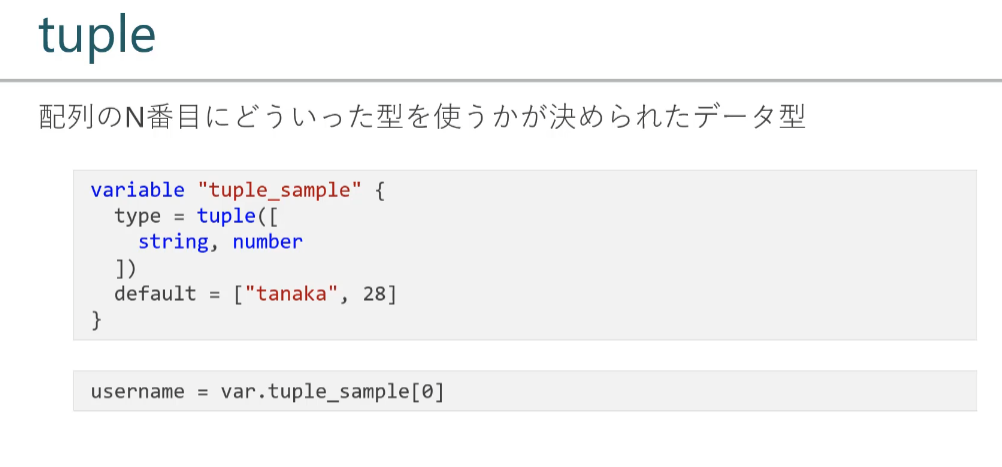 tuple
配列のN番目にどういった型を使うかが決められたデータ型
variable "tuple_sample" {
  type = tuple([
    string, number
  ])
  default = ["tanaka", 28]
}
username = var.tuple_sample[0]